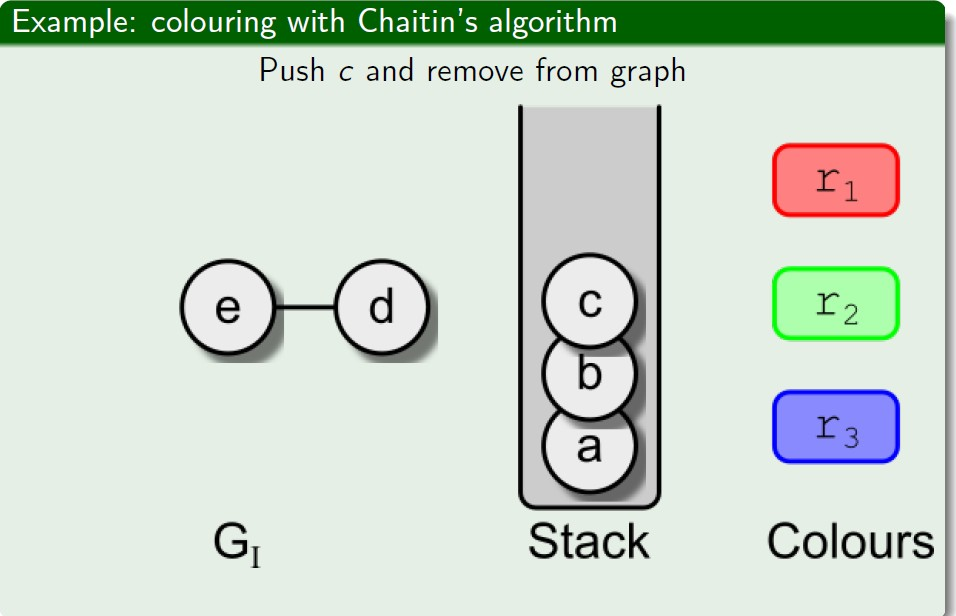 Example: colouring with Chaitin's algorithm
Push c and remove from graph
e
d
c
b
a
r1
r2
r3
GI
Stack
Colours